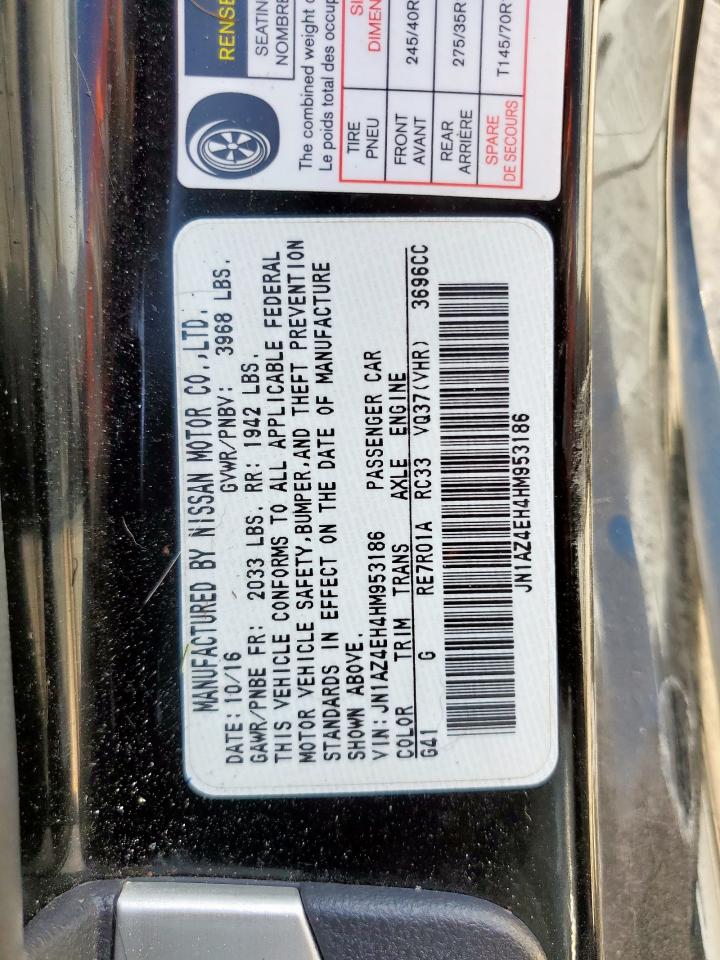 RENSE
SEATIN
NOMBRE
The combined weight o
Le poids total des occup
TIRE SI
PNEU DIMEN
FRONT 245/40R
AVANT
REAR 275/35R
ARRIÈRE
SPARE T145/70R1
DE SECOURS
MANUFACTURED BY NISSAN MOTOR CO.,LTD.
DATE: 10/16 GVWR/PNBV: 3968 LBS.
GAWR/PNBE FR: 2033 LBS. RR: 1942 LBS.
THIS VEHICLE CONFORMS TO ALL APPLICABLE FEDERAL
MOTOR VEHICLE SAFETY,BUMPER,AND THEFT PREVENTION
STANDARDS IN EFFECT ON THE DATE OF MANUFACTURE
SHOWN ABOVE.
VIN: JN1AZ4EH4HM953186 PASSENGER CAR
COLOR TRIM TRANS AXLE ENGINE
G41 G RE7R01A RC33 VQ37(VHR) 3696CC
JN1AZ4EH4HM953186